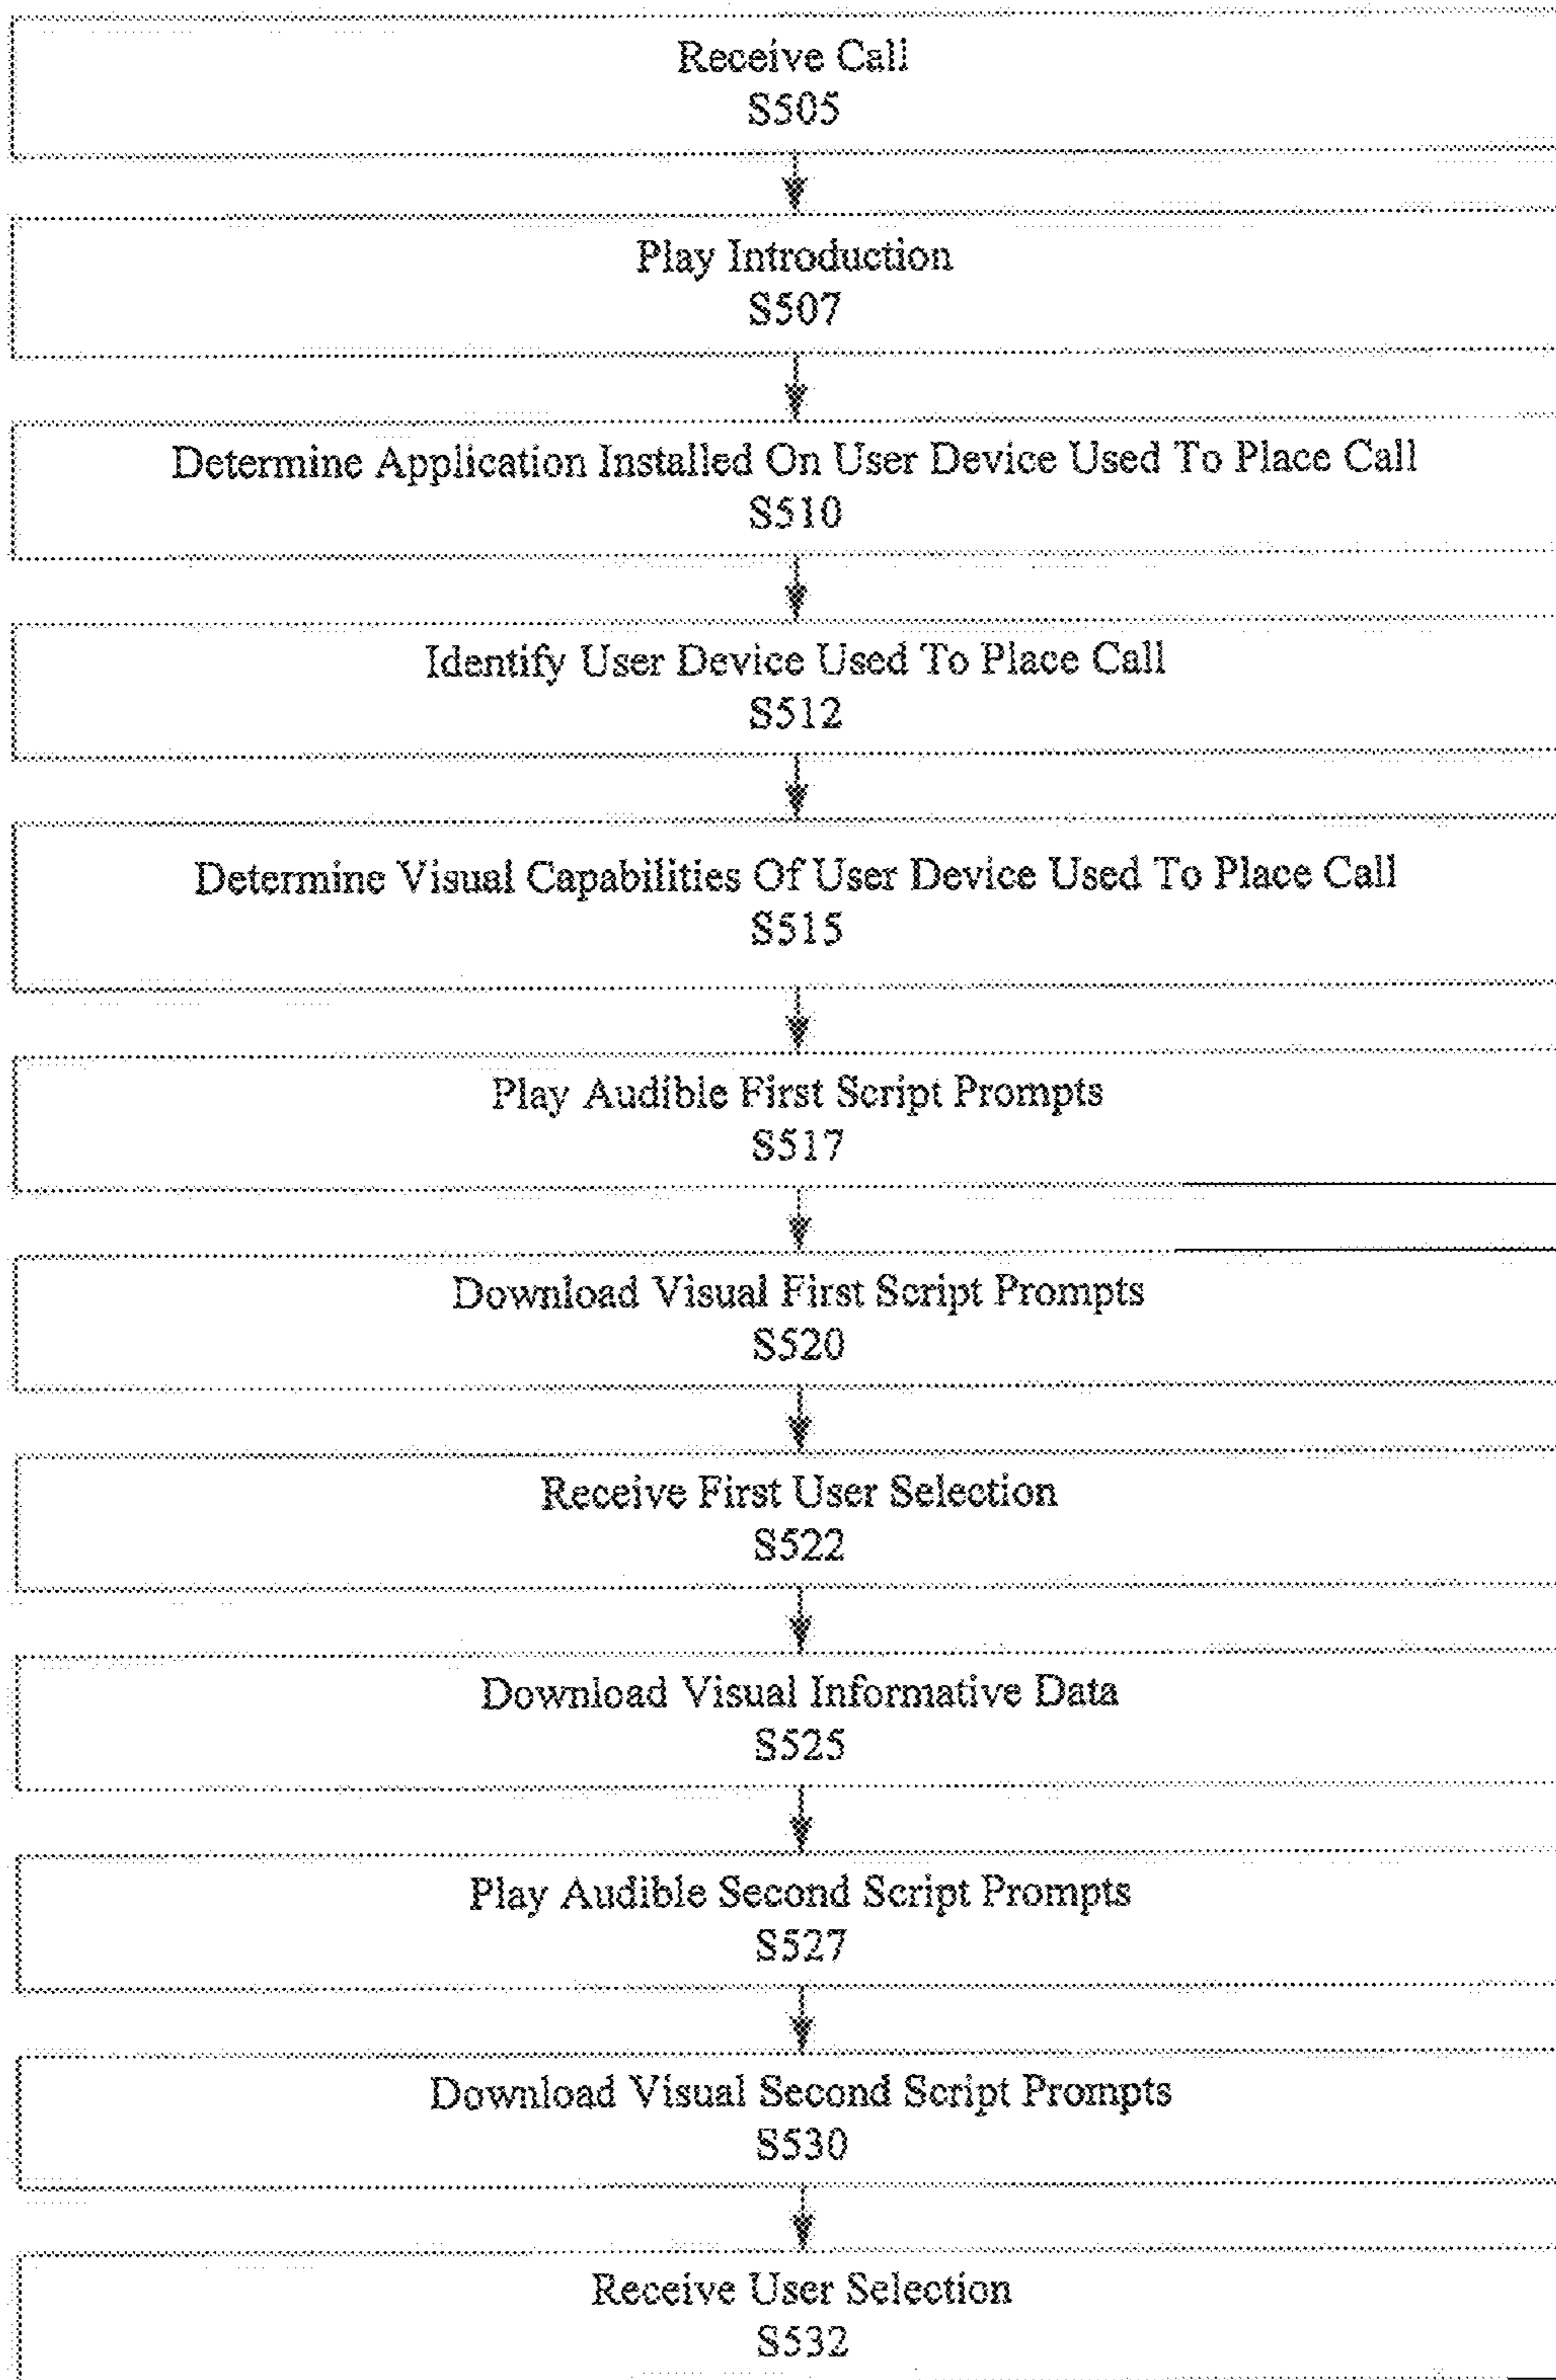 Receive Call
S505
Play Introduction
S507
Determine Application Installed On User Device Used To Place Call
S510
Identify User Device Used To Place Call
S512
Determine Visual Capabilities Of User Device Used To Place Call
S515
Play Audible First Script Prompts
S517
Download Visual First Script Prompts
S520
Receive First User Selection
S522
Download Visual Informative Data
S525
Play Audible Second Script Prompts
S527
Download Visual Second Script Prompts
S530
Receive User Selection
S532